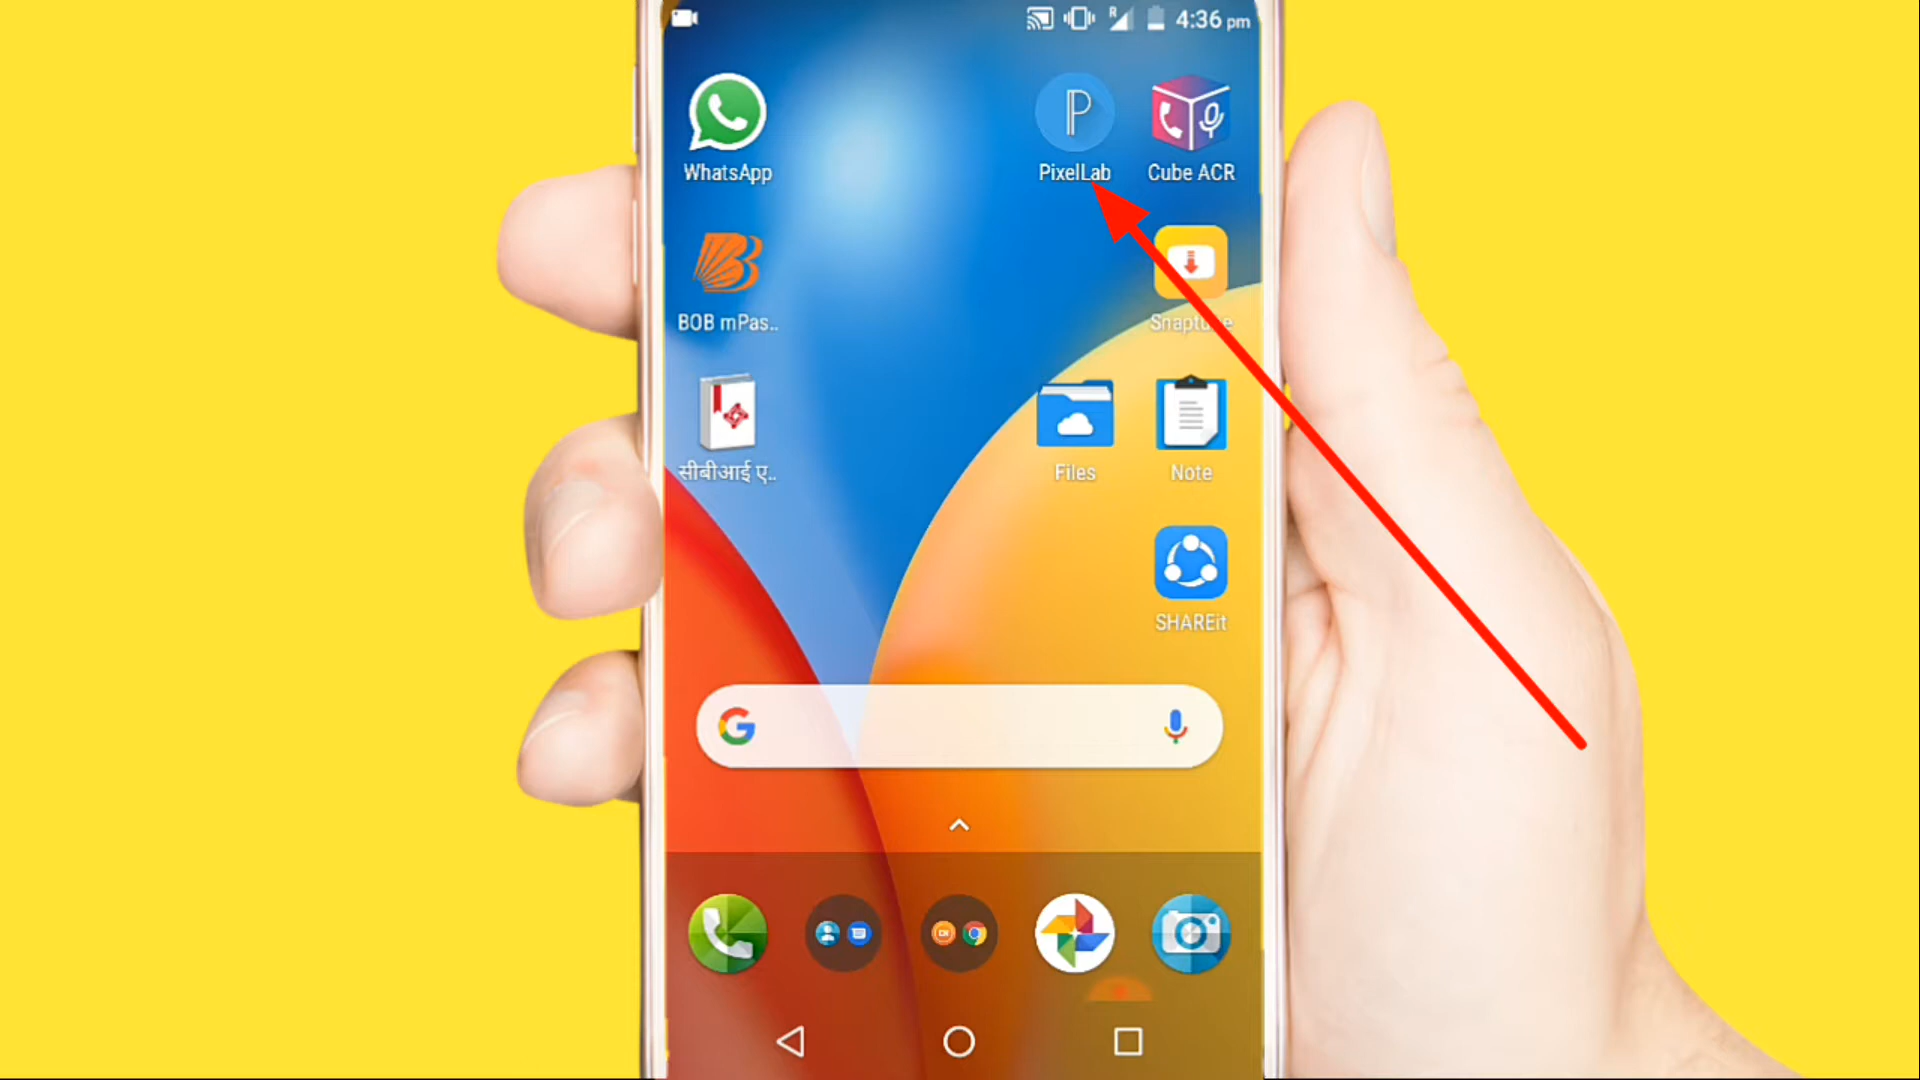 4:36 pm
WhatsApp
PixelLab
Cube ACR
BOB mPas..
सीबीआई ए..
Files
Note
SHAREit